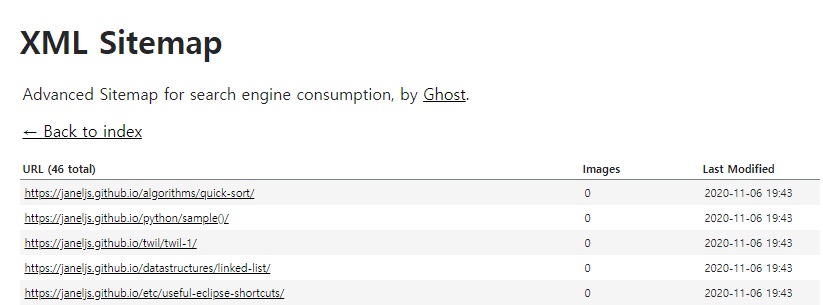 XML Sitemap
Advanced Sitemap for search engine consumption, by Ghost.
← Back to index
URL (46 total) Images Last Modified
https://janeljs.github.io/algorithms/quick-sort/ 0 2020-11-06 19:43
https://janeljs.github.io/python/sample()/ 0 2020-11-06 19:43
https://janeljs.github.io/twil/twil-1/ 0 2020-11-06 19:43
https://janeljs.github.io/datastructures/linked-list/ 0 2020-11-06 19:43
https://janeljs.github.io/etc/useful-eclipse-shortcuts/ 0 2020-11-06 19:43